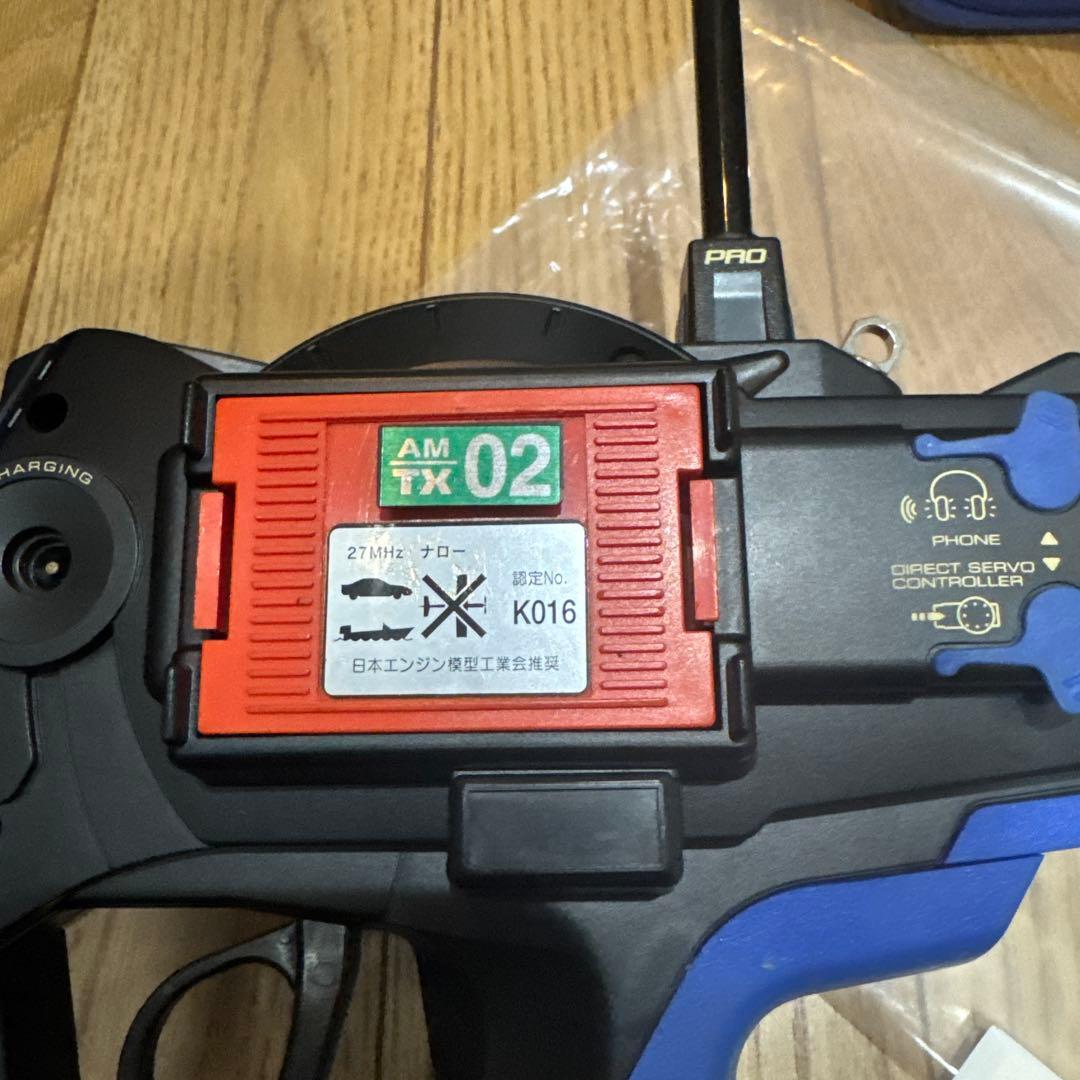 PRO
AM
TX 02
CHARGING
27MHz ナロー
認定No.
K016
日本エンジン模型工業会推奨
PHONE
DIRECT SERVO
CONTROLLER